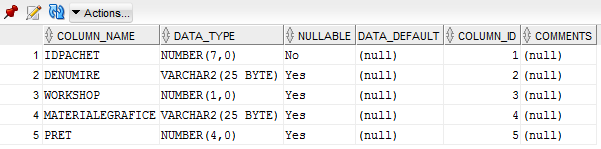 Actions...
COLUMN_NAME DATA_TYPE NULLABLE DATA_DEFAULT COLUMN_ID COMMENTS
1 IDPACHET NUMBER(7,0) No (null) 1 (null)
2 DENUMIRE VARCHAR2(25 BYTE) Yes (null) 2 (null)
3 WORKSHOP NUMBER(1,0) Yes (null) 3 (null)
4 MATERIALEGRAFICE VARCHAR2(25 BYTE) Yes (null) 4 (null)
5 PRET NUMBER(4,0) Yes (null) 5 (null)